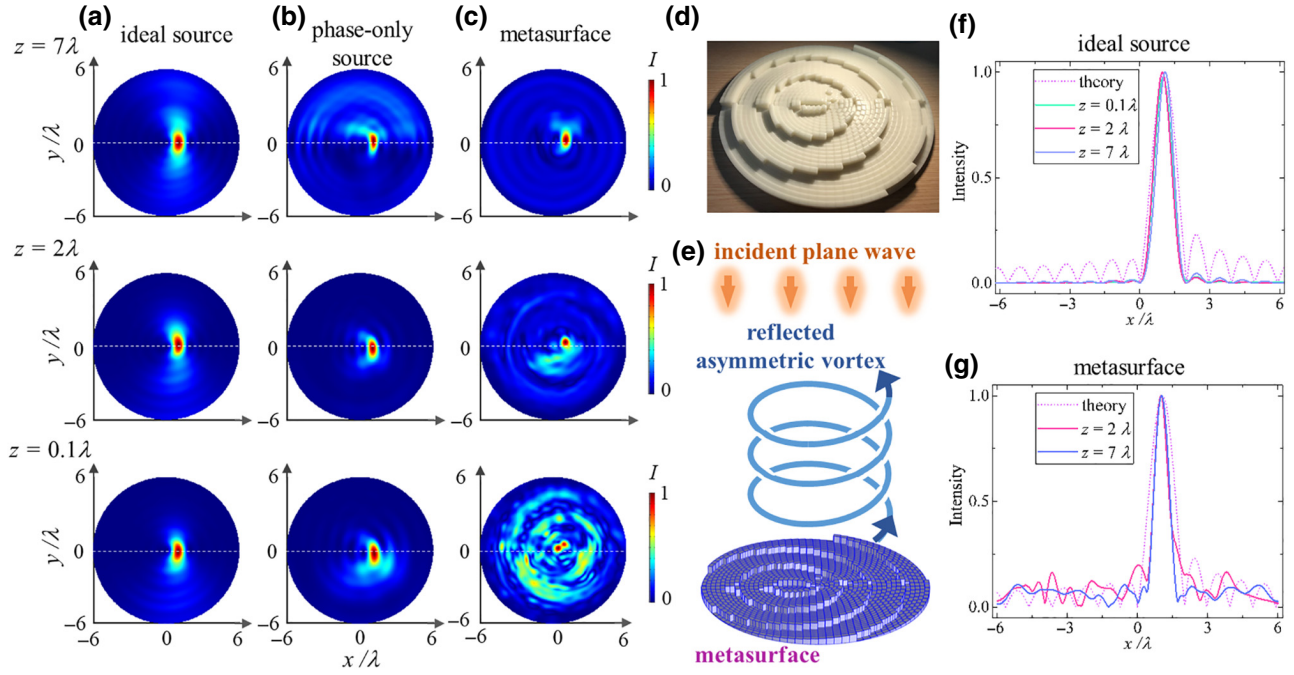 (a)
(b)
(c)
(d)
(f)
z = 7λ
ideal source
phase-only
source
metasurface
6
y/λ
0
−6
6
0
−6
6
0
−6
I
1
0
z = 2λ
6
y/λ
0
−6
6
0
−6
6
0
−6
I
1
0
z = 0.1λ
6
y/λ
0
−6
6
0
−6
6
0
−6
I
1
0
−6 0 6
−6 0 6
−6 0 6
x/λ
(e)
incident plane wave
reflected
asymmetric vortex
metasurface
ideal source
theory
z = 0.1λ
z = 2 λ
z = 7 λ
Intensity
1.0
0.5
0.0
−6 −3 0 3 6
x/λ
(g)
metasurface
theory
z = 2 λ
z = 7 λ
Intensity
1.0
0.5
0.0
−6 −3 0 3 6
x/λ